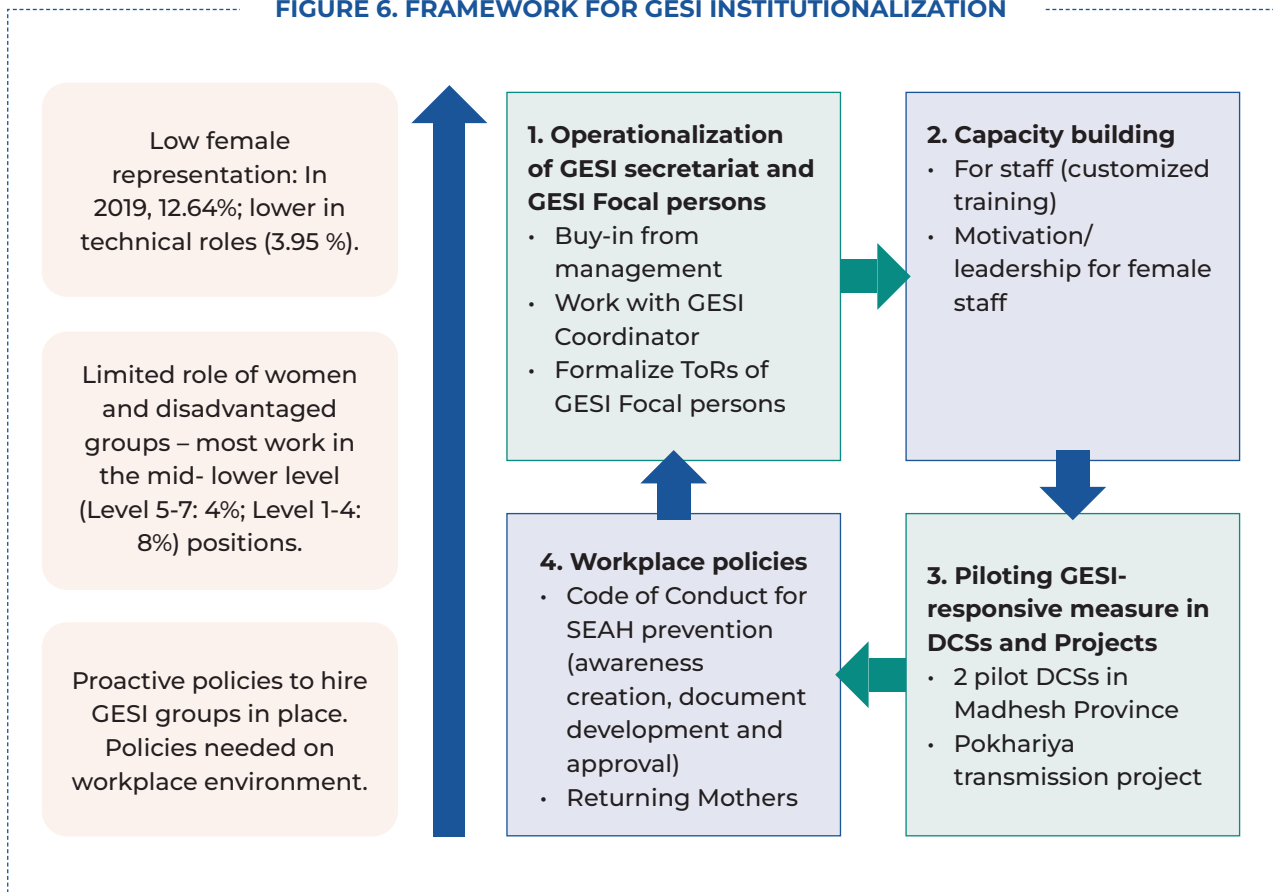 FIGURE 6. FRAMEWORK FOR GESI INSTITUTIONALIZATION
Low female
representation: In
2019, 12.64%; lower in
technical roles (3.95 %).
Limited role of women
and disadvantaged
groups – most work in
the mid- lower level
(Level 5-7: 4%; Level 1-4:
8%) positions.
Proactive policies to hire
GESI groups in place.
Policies needed on
workplace environment.
1. Operationalization
of GESI secretariat and
GESI Focal persons
• Buy-in from
management
• Work with GESI
Coordinator
• Formalize ToRs of
GESI Focal persons
2. Capacity building
• For staff (customized
training)
• Motivation/
leadership for female
staff
3. Piloting GESI-
responsive measure in
DCSs and Projects
• 2 pilot DCSs in
Madhesh Province
• Pokhariya
transmission project
4. Workplace policies
• Code of Conduct for
SEAH prevention
(awareness
creation, document
development and
approval)
• Returning Mothers